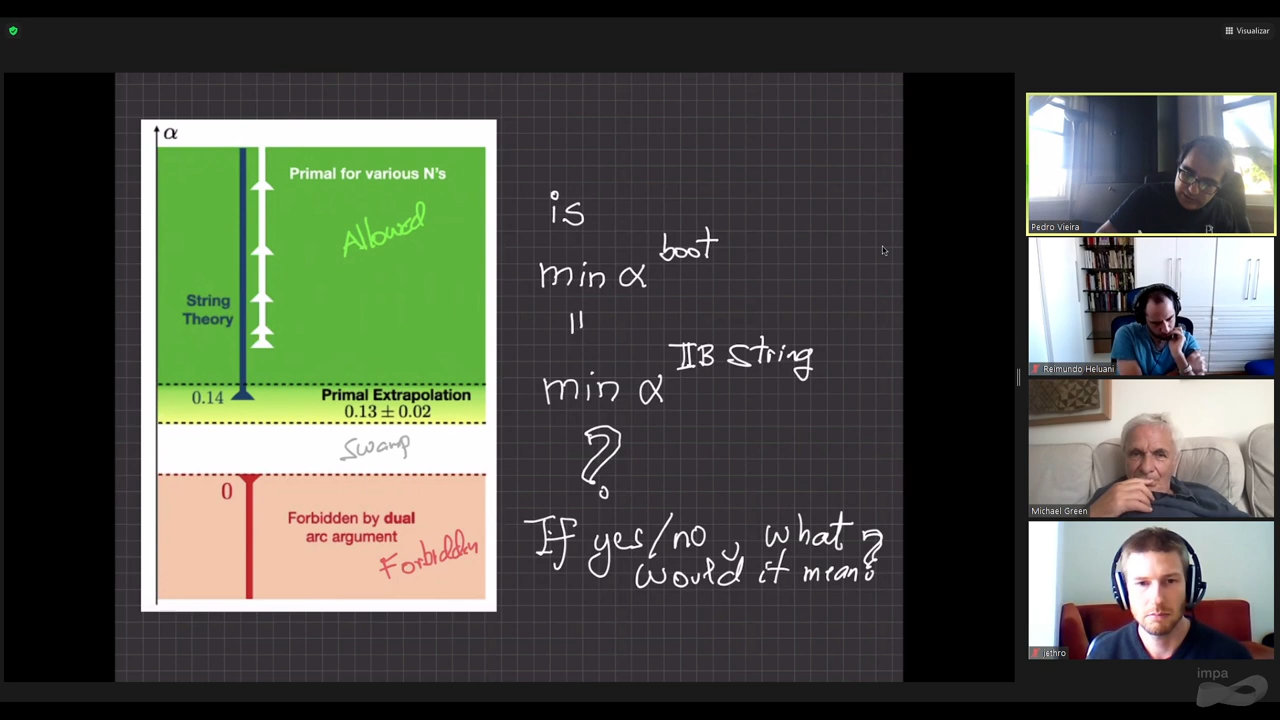 Visualizar
α
Primal for various N's
Allowed
String
Theory
0.14
Primal Extrapolation
0.13 ± 0.02
Swamp
0
Forbidden by dual
arc argument
Forbidden
is
min α boot
=
min α IIB String
?
If yes/no, what
would it mean?
Pedro Vieira
Reimundo Heluani
Michael Green
jethro
impa